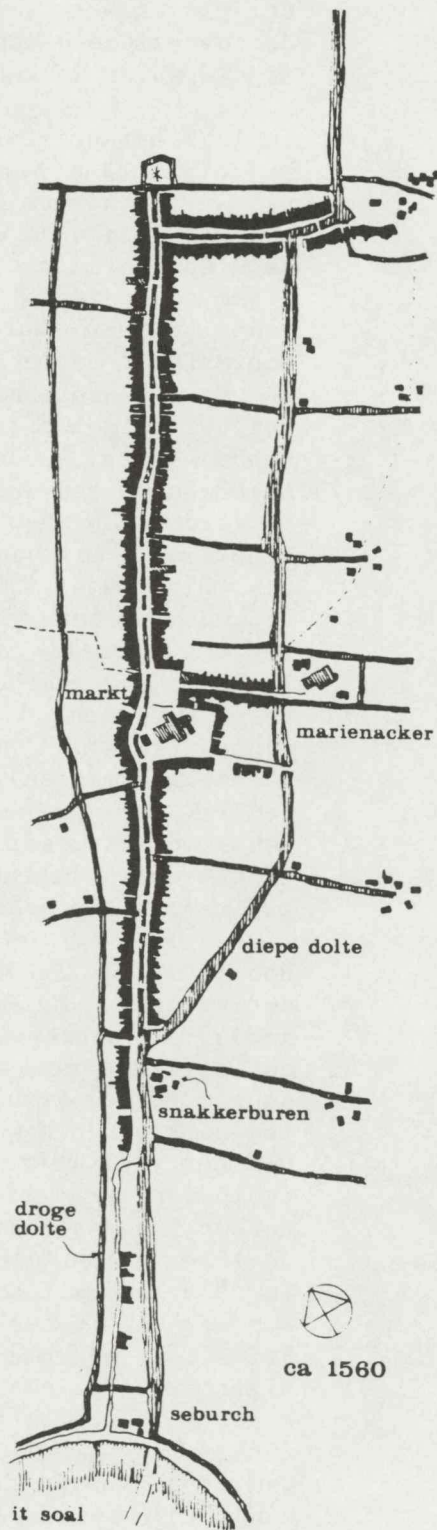 markt
marienacker
diepe dolte
snakkerburen
droge
dolte
ca 1560
seburch
it soal